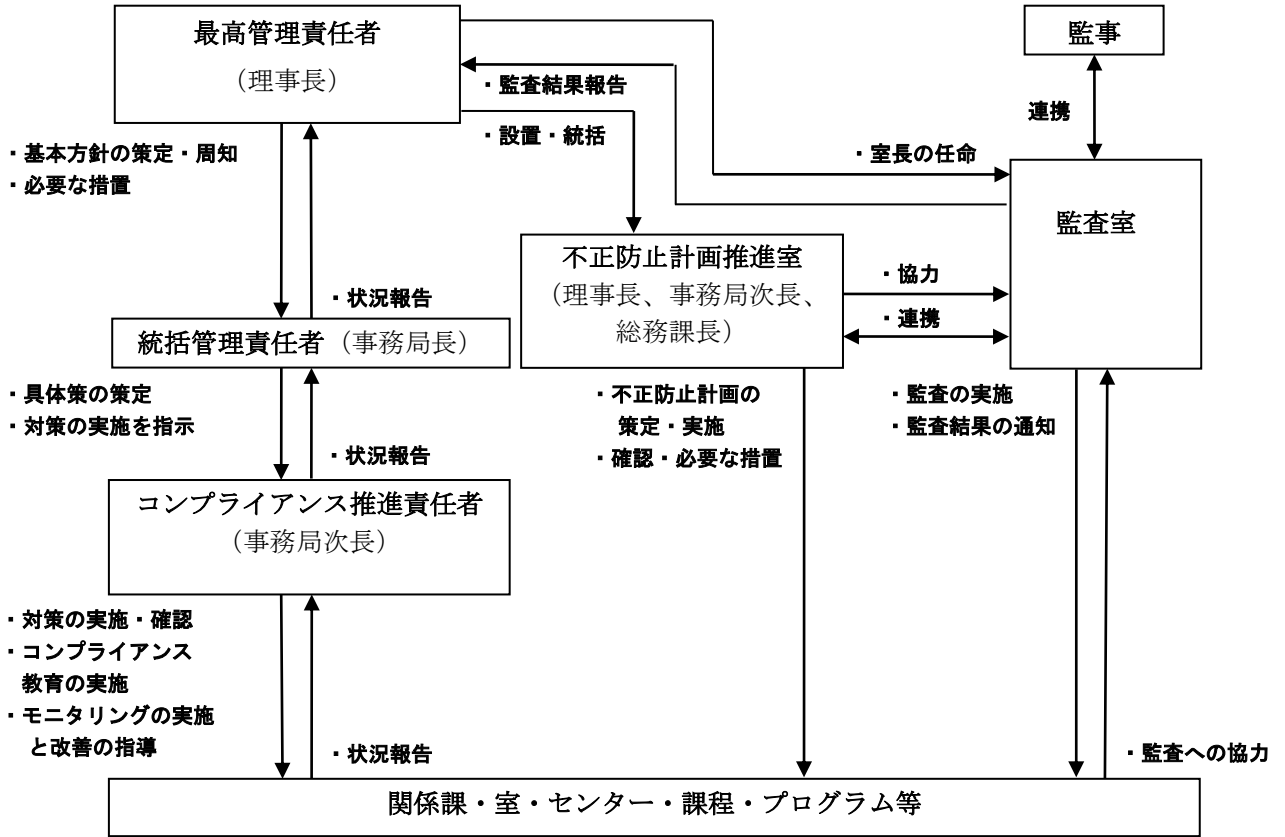 最高管理責任者
（理事長）
監事
・監査結果報告
連携
・設置・統括
・基本方針の策定・周知
・必要な措置
・室長の任命
監査室
不正防止計画推進室
（理事長、事務局次長、
総務課長）
・協力
・連携
・状況報告
統括管理責任者（事務局長）
・具体策の策定
・対策の実施を指示
・状況報告
・不正防止計画の
策定・実施
・確認・必要な措置
・監査の実施
・監査結果の通知
コンプライアンス推進責任者
（事務局次長）
・対策の実施・確認
・コンプライアンス
教育の実施
・モニタリングの実施
と改善の指導
・状況報告
・監査への協力
関係課・室・センター・課程・プログラム等